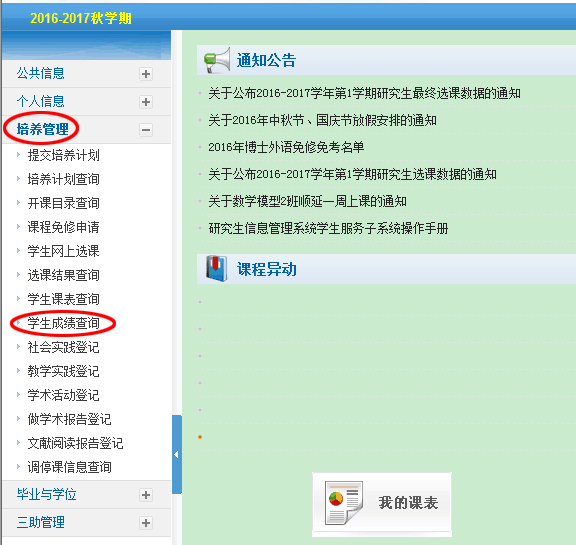 2016-2017秋学期
公共信息
个人信息
培养管理
提交培养计划
培养计划查询
开课目录查询
课程免修申请
学生网上选课
选课结果查询
学生课表查询
学生成绩查询
社会实践登记
教学实践登记
学术活动登记
做学术报告登记
文献阅读报告登记
调停课信息查询
毕业与学位
三助管理
通知公告
关于公布2016-2017学年第1学期研究生最终选课数据的通知
关于2016年中秋节、国庆节放假安排的通知
2016年博士外语免修免考名单
关于公布2016-2017学年第1学期研究生选课数据的通知
关于数学模型2班顺延一周上课的通知
研究生信息管理系统学生服务子系统操作手册
课程异动
我的课表